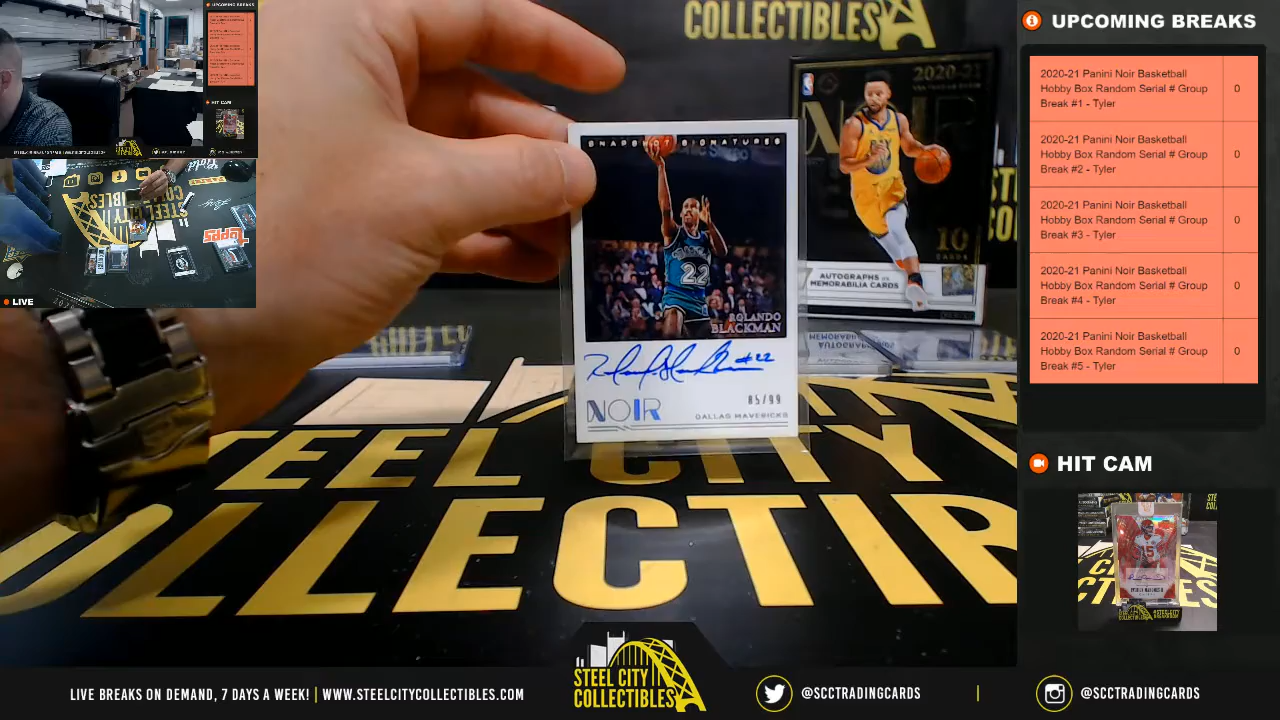 COLLECTIBLES
UPCOMING BREAKS
2020-21 Panini Noir Basketball
Hobby Box Random Serial # Group
Break #1 - Tyler
0
2020-21 Panini Noir Basketball
Hobby Box Random Serial # Group
Break #2 - Tyler
0
2020-21 Panini Noir Basketball
Hobby Box Random Serial # Group
Break #3 - Tyler
0
2020-21 Panini Noir Basketball
Hobby Box Random Serial # Group
Break #4 - Tyler
0
2020-21 Panini Noir Basketball
Hobby Box Random Serial # Group
Break #5 - Tyler
0
HIT CAM
LIVE
2020-21
10
CARDS
AUTOGRAPHS OR
MEMORABILIA CARDS
SNAPSHOT SIGNATURES
22
ROLANDO
BLACKMAN
#22
85/99
NOIR
DALLAS MAVERICKS
STEEL CITY
COLLECTIB
LIVE BREAKS ON DEMAND, 7 DAYS A WEEK! | WWW.STEELCITYCOLLECTIBLES.COM
STEEL CITY
COLLECTIBLES
@SCCTRADINGCARDS
@SCCTRADINGCARDS